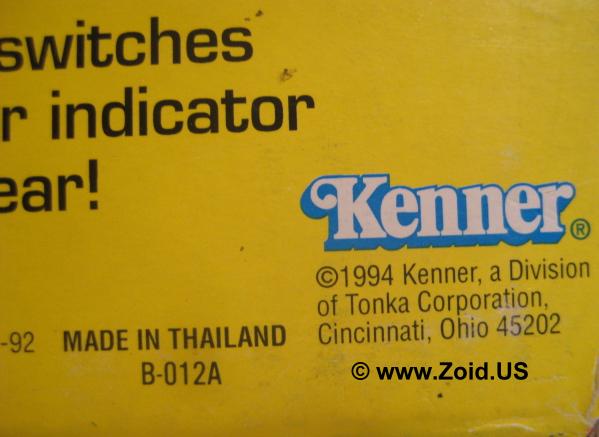 switches
r indicator
ear!
Kenner®
©1994 Kenner, a Division
of Tonka Corporation,
Cincinnati, Ohio 45202
-92 MADE IN THAILAND
B-012A
© www.Zoid.US